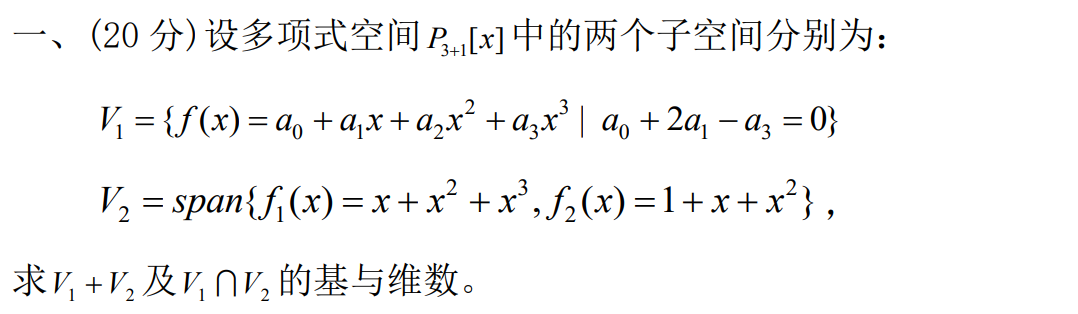 一、(20 分)设多项式空间 $P_{3+1}[x]$ 中的两个子空间分别为：
$V_1 = \{f(x) = a_0 + a_1x + a_2x^2 + a_3x^3 \mid a_0 + 2a_1 - a_3 = 0\}$
$V_2 = span\{f_1(x) = x + x^2 + x^3, f_2(x) = 1 + x + x^2\}$，
求 $V_1 + V_2$ 及 $V_1 \bigcap V_2$ 的基与维数。